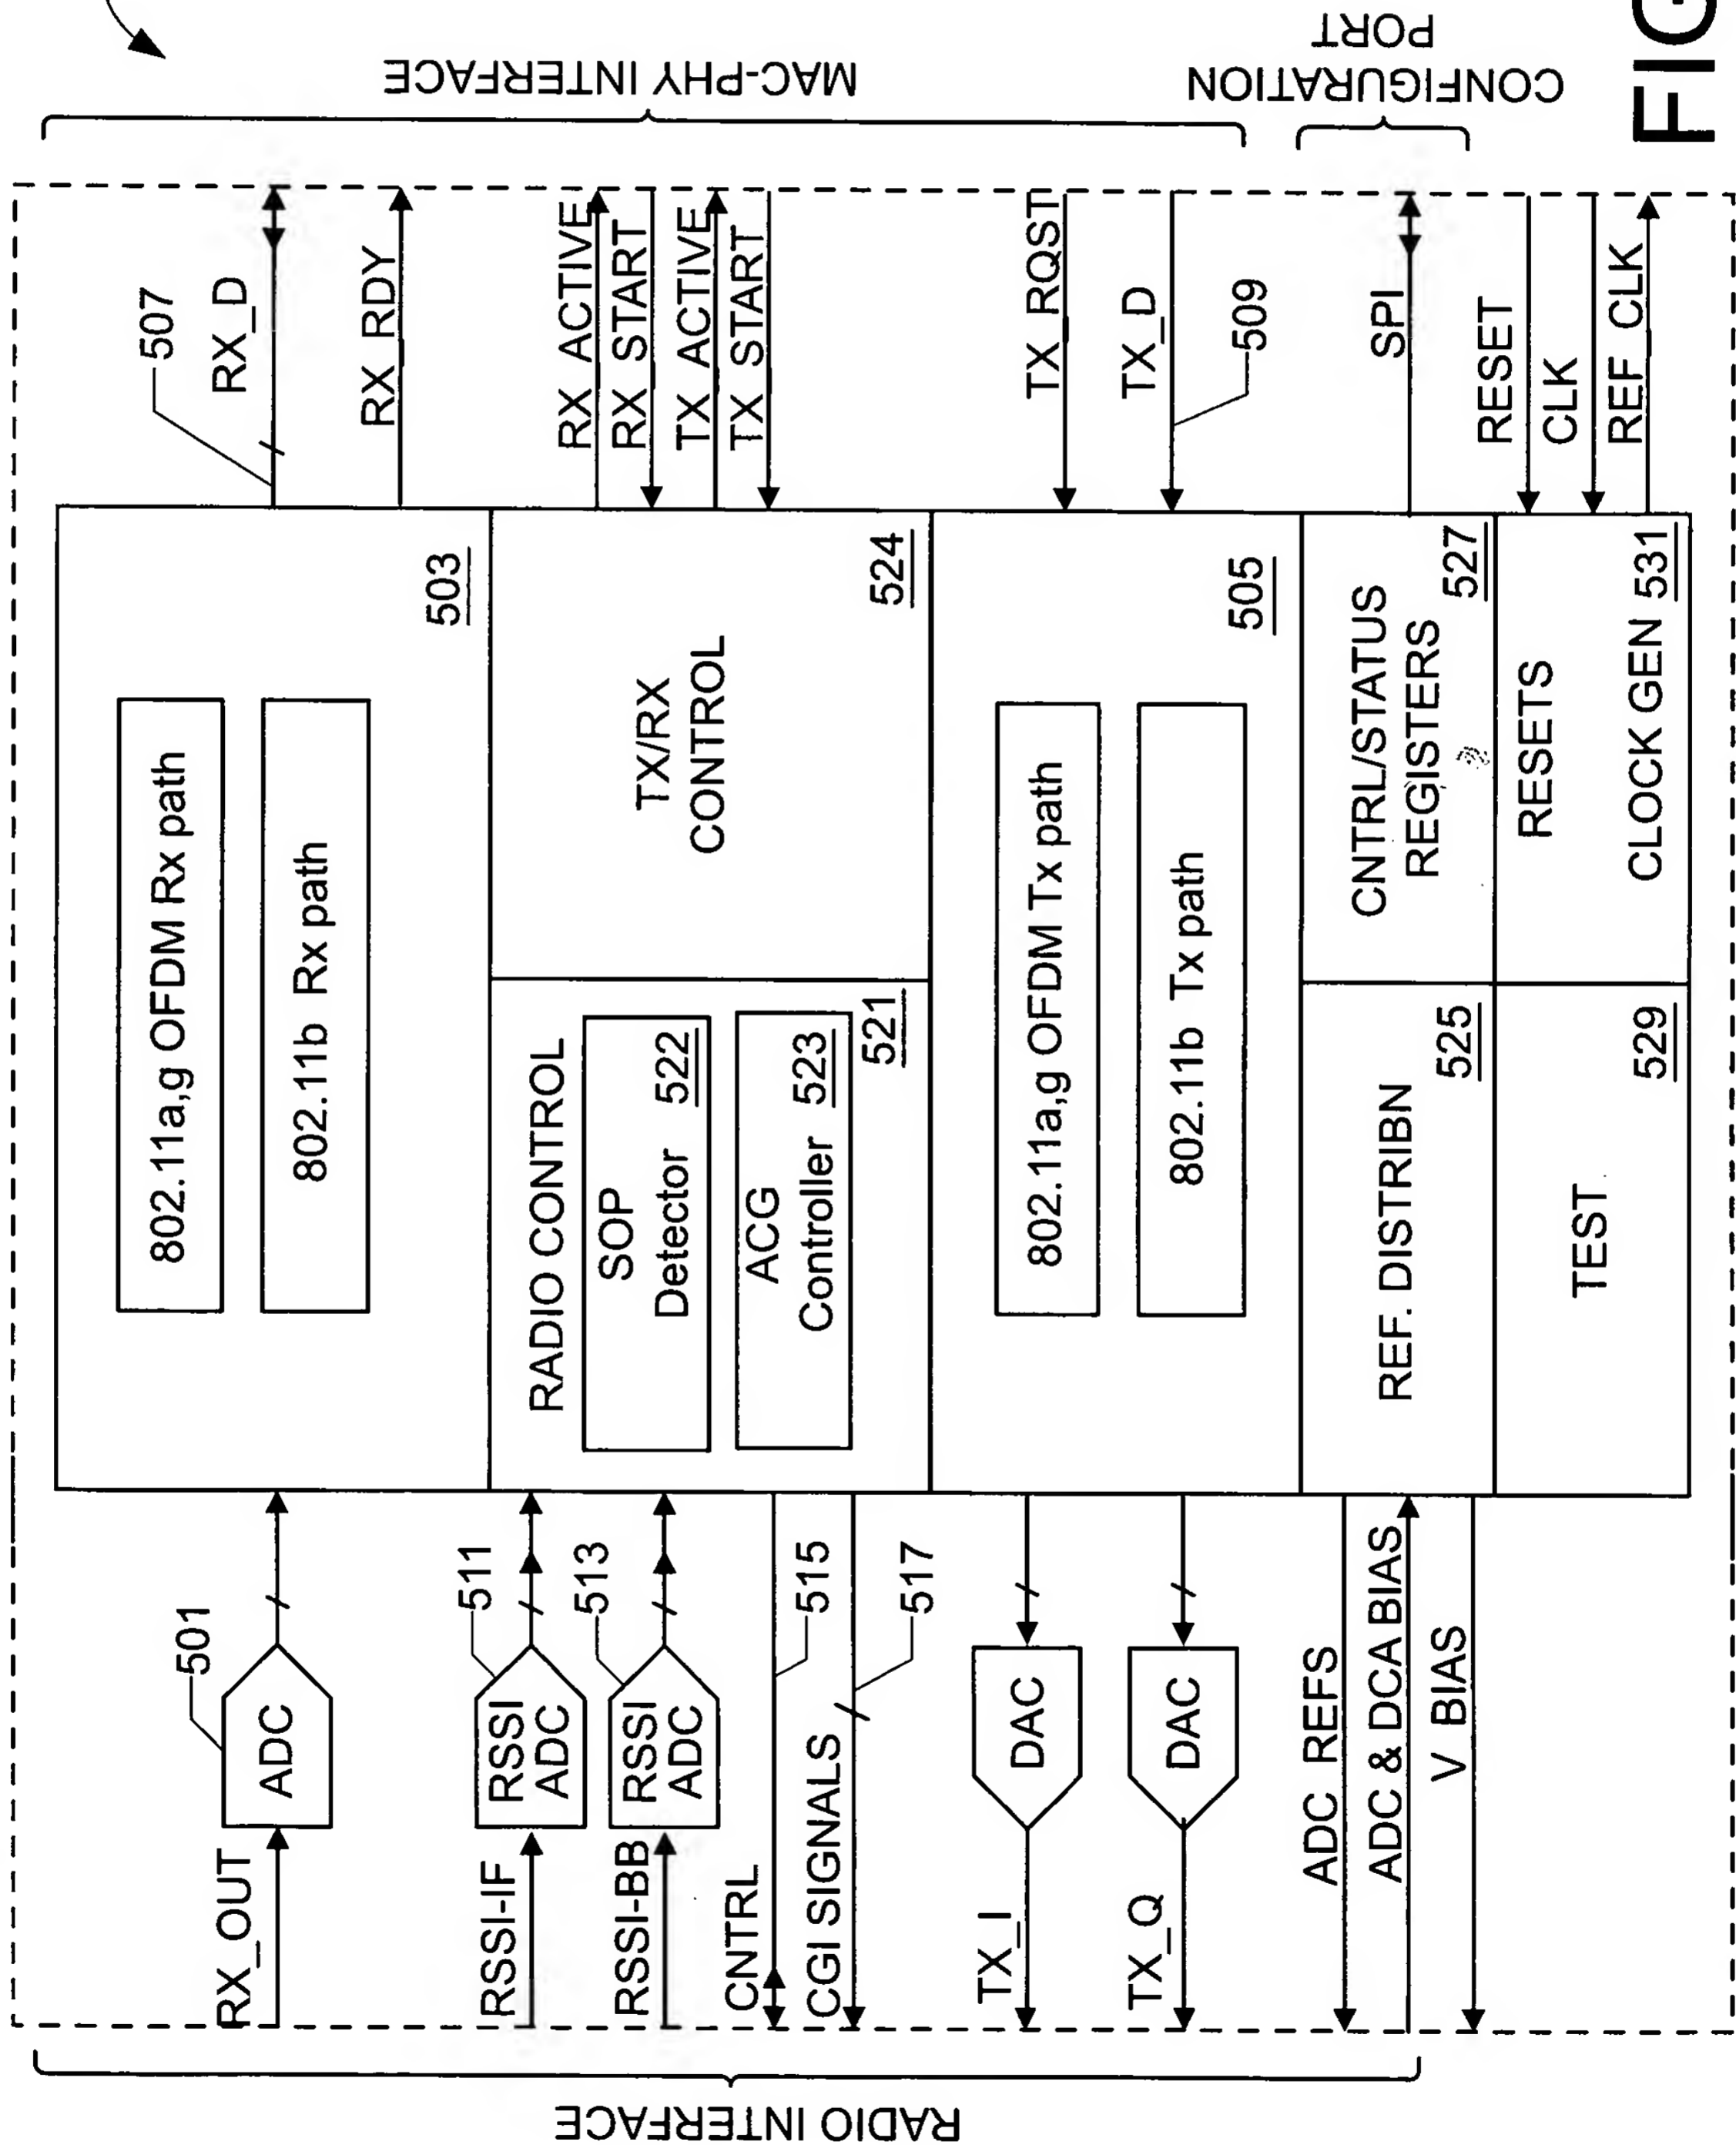 RADIO INTERFACE
RX_OUT
ADC
501
RSSI-IF
RSSI
ADC
511
RSSI-BB
RSSI
ADC
513
CNTRL
515
CGI SIGNALS
517
TX_I
DAC
TX_Q
DAC
ADC REFS
ADC & DCA BIAS
V BIAS
802.11a,g OFDM Rx path
802.11b Rx path
503
RADIO CONTROL
SOP
Detector 522
ACG
Controller 523
521
TX/RX
CONTROL
524
802.11a,g OFDM Tx path
802.11b Tx path
505
REF. DISTRIBN
525
CNTRL/STATUS
REGISTERS
527
TEST
529
RESETS
CLOCK GEN 531
507
RX_D
RX_RDY
RX_ACTIVE
RX_START
TX_ACTIVE
TX_START
TX_RQST
TX_D
509
SPI
RESET
CLK
REF_CLK
MAC-PHY INTERFACE
CONFIGURATION
PORT
FIG